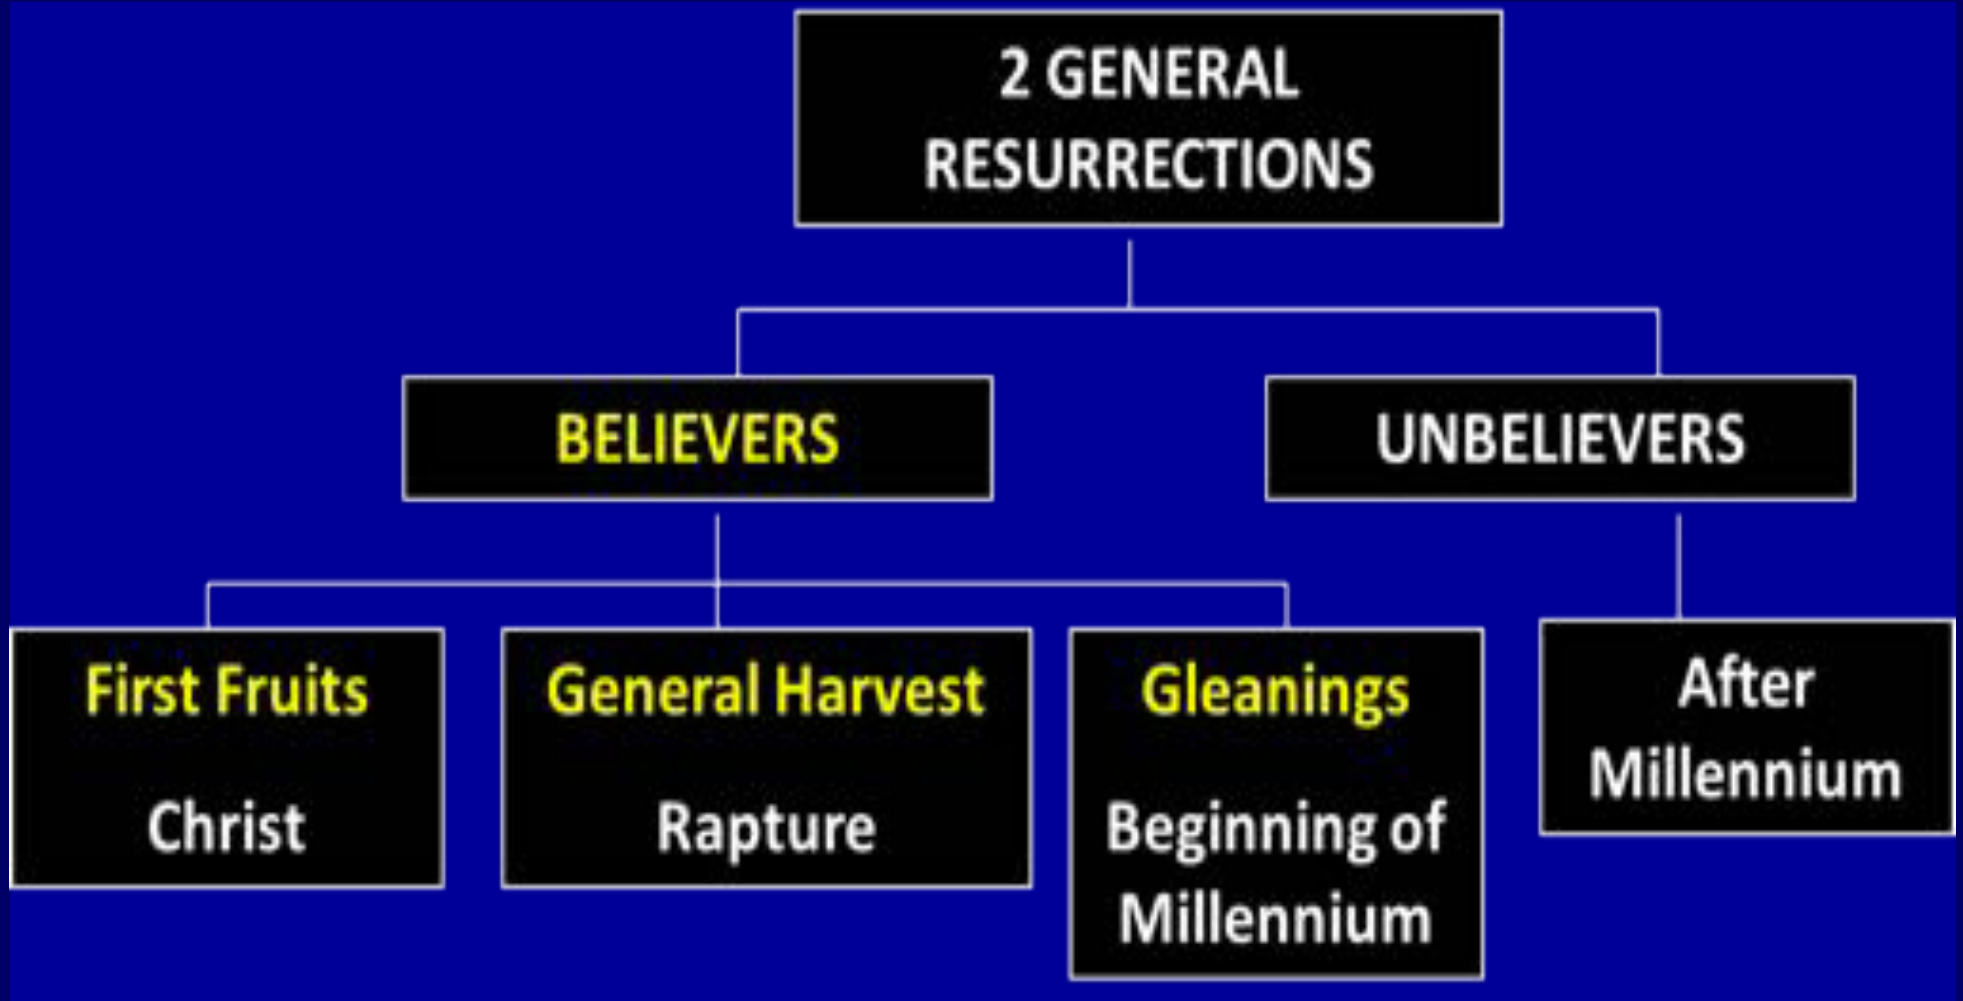 2 GENERAL
RESURRECTIONS
BELIEVERS
UNBELIEVERS
First Fruits
Christ
General Harvest
Rapture
Gleanings
Beginning of
Millennium
After
Millennium